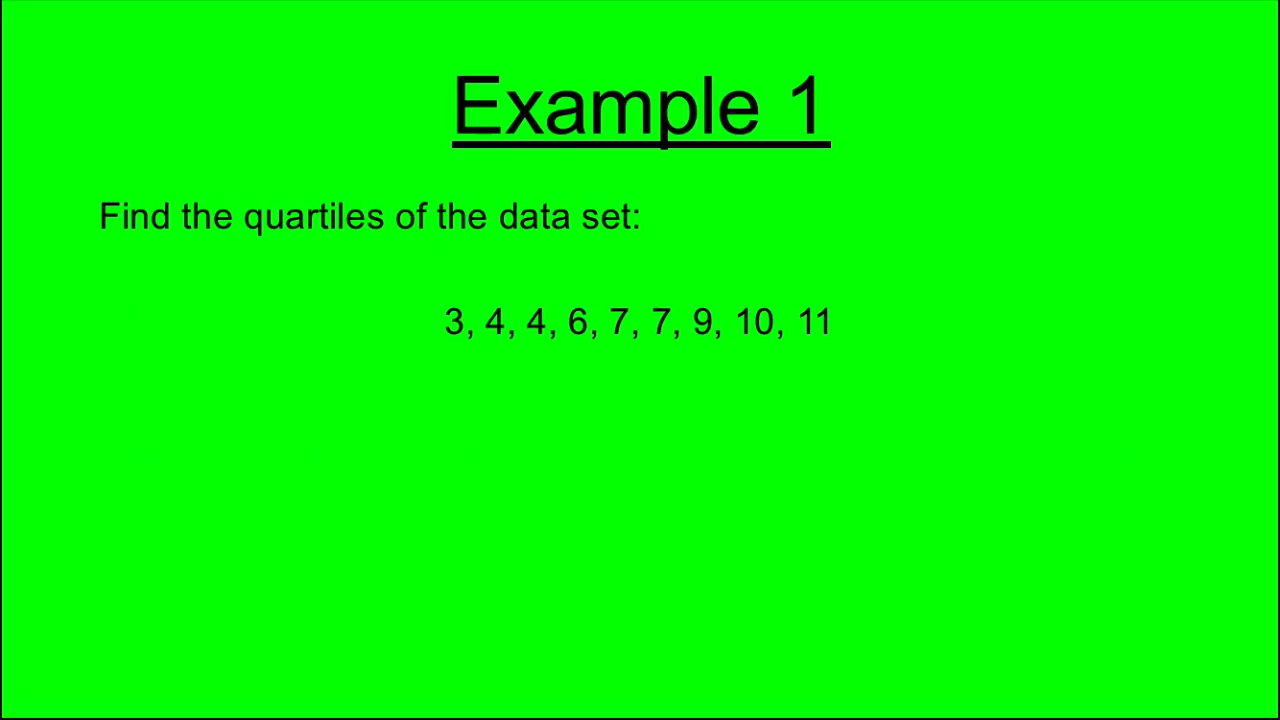 Example 1
Find the quartiles of the data set:
3, 4, 4, 6, 7, 7, 9, 10, 11